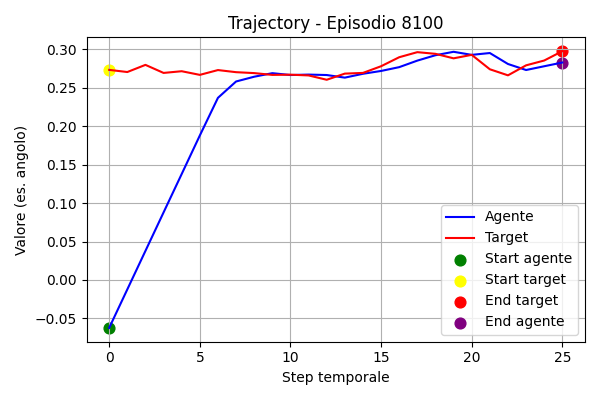 Trajectory - Episodio 8100
Valore (es. angolo)
0.30
0.25
0.20
0.15
0.10
0.05
0.00
−0.05
0
5
10
15
20
25
Step temporale
Agente
Target
Start agente
Start target
End target
End agente